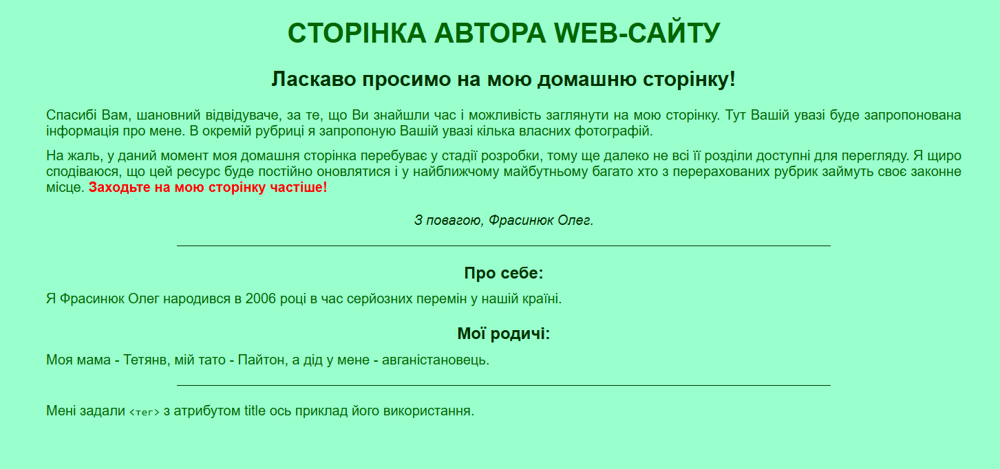 СТОРІНКА АВТОРА WEB-САЙТУ
Ласкаво просимо на мою домашню сторінку!
Спасибі Вам, шановний відвідуваче, за те, що Ви знайшли час і можливість заглянути на мою сторінку. Тут Вашій увазі буде запропонована
інформація про мене. В окремій рубриці я запропоную Вашій увазі кілька власних фотографій.
На жаль, у даний момент моя домашня сторінка перебуває у стадії розробки, тому ще далеко не всі її розділи доступні для перегляду. Я щиро
сподіваюся, що цей ресурс буде постійно оновлятися і у найближчому майбутньому багато хто з перерахованих рубрик займуть своє законне
місце. Заходьте на мою сторінку частіше!
З повагою, Фрасинюк Олег.
Про себе:
Я Фрасинюк Олег народився в 2006 році в час серйозних перемін у нашій країні.
Мої родичі:
Моя мама - Тетянв, мій тато - Пайтон, а дід у мене - авганістановець.
Мені задали <тег> з атрибутом title ось приклад його використання.